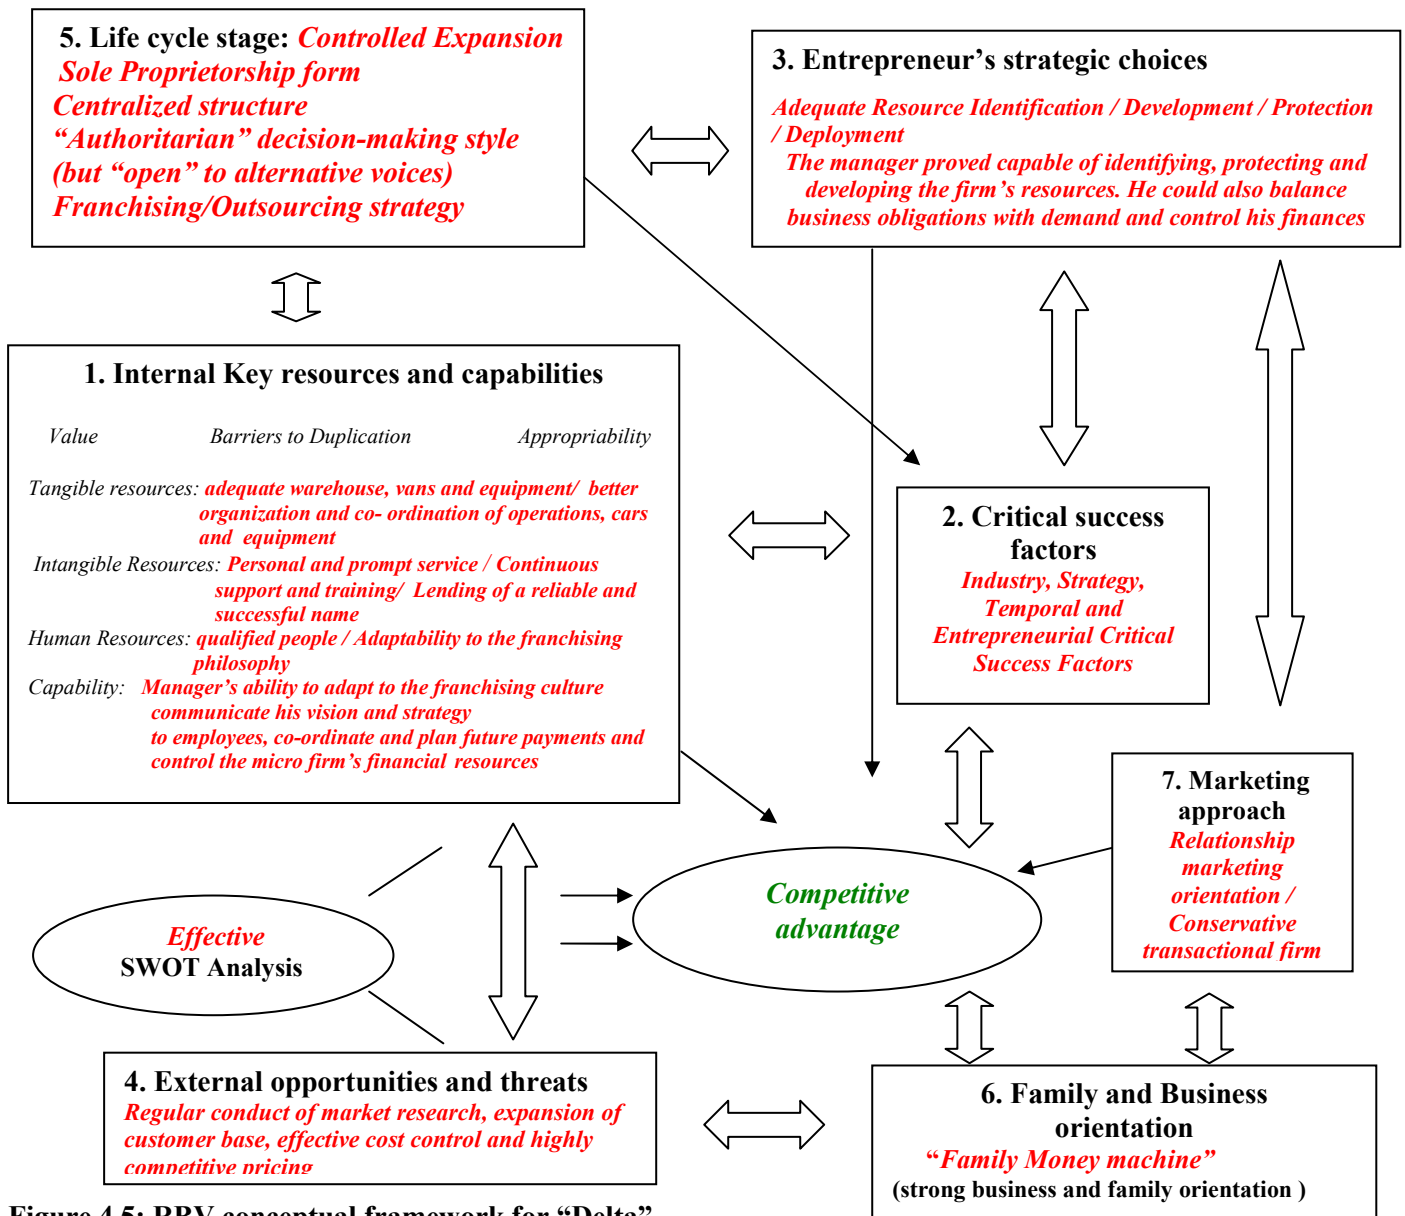 5. Life cycle stage: Controlled Expansion
Sole Proprietorship form
Centralized structure
“Authoritarian” decision-making style
(but “open” to alternative voices)
Franchising/Outsourcing strategy
3. Entrepreneur’s strategic choices
Adequate Resource Identification / Development / Protection
/ Deployment
The manager proved capable of identifying, protecting and
developing the firm’s resources. He could also balance
business obligations with demand and control his finances
1. Internal Key resources and capabilities
Value Barriers to Duplication Appropriability
Tangible resources: adequate warehouse, vans and equipment/ better
organization and co- ordination of operations, cars
and equipment
Intangible Resources: Personal and prompt service / Continuous
support and training/ Lending of a reliable and
successful name
Human Resources: qualified people / Adaptability to the franchising
philosophy
Capability: Manager’s ability to adapt to the franchising culture
communicate his vision and strategy
to employees, co-ordinate and plan future payments and
control the micro firm’s financial resources
2. Critical success
factors
Industry, Strategy,
Temporal and
Entrepreneurial Critical
Success Factors
7. Marketing
approach
Relationship
marketing
orientation /
Conservative
transactional firm
Competitive
advantage
Effective
SWOT Analysis
4. External opportunities and threats
Regular conduct of market research, expansion of
customer base, effective cost control and highly
competitive pricing
6. Family and Business
orientation
“Family Money machine”
(strong business and family orientation )
Figure 4.5: RBV conceptual framework for “Delta”